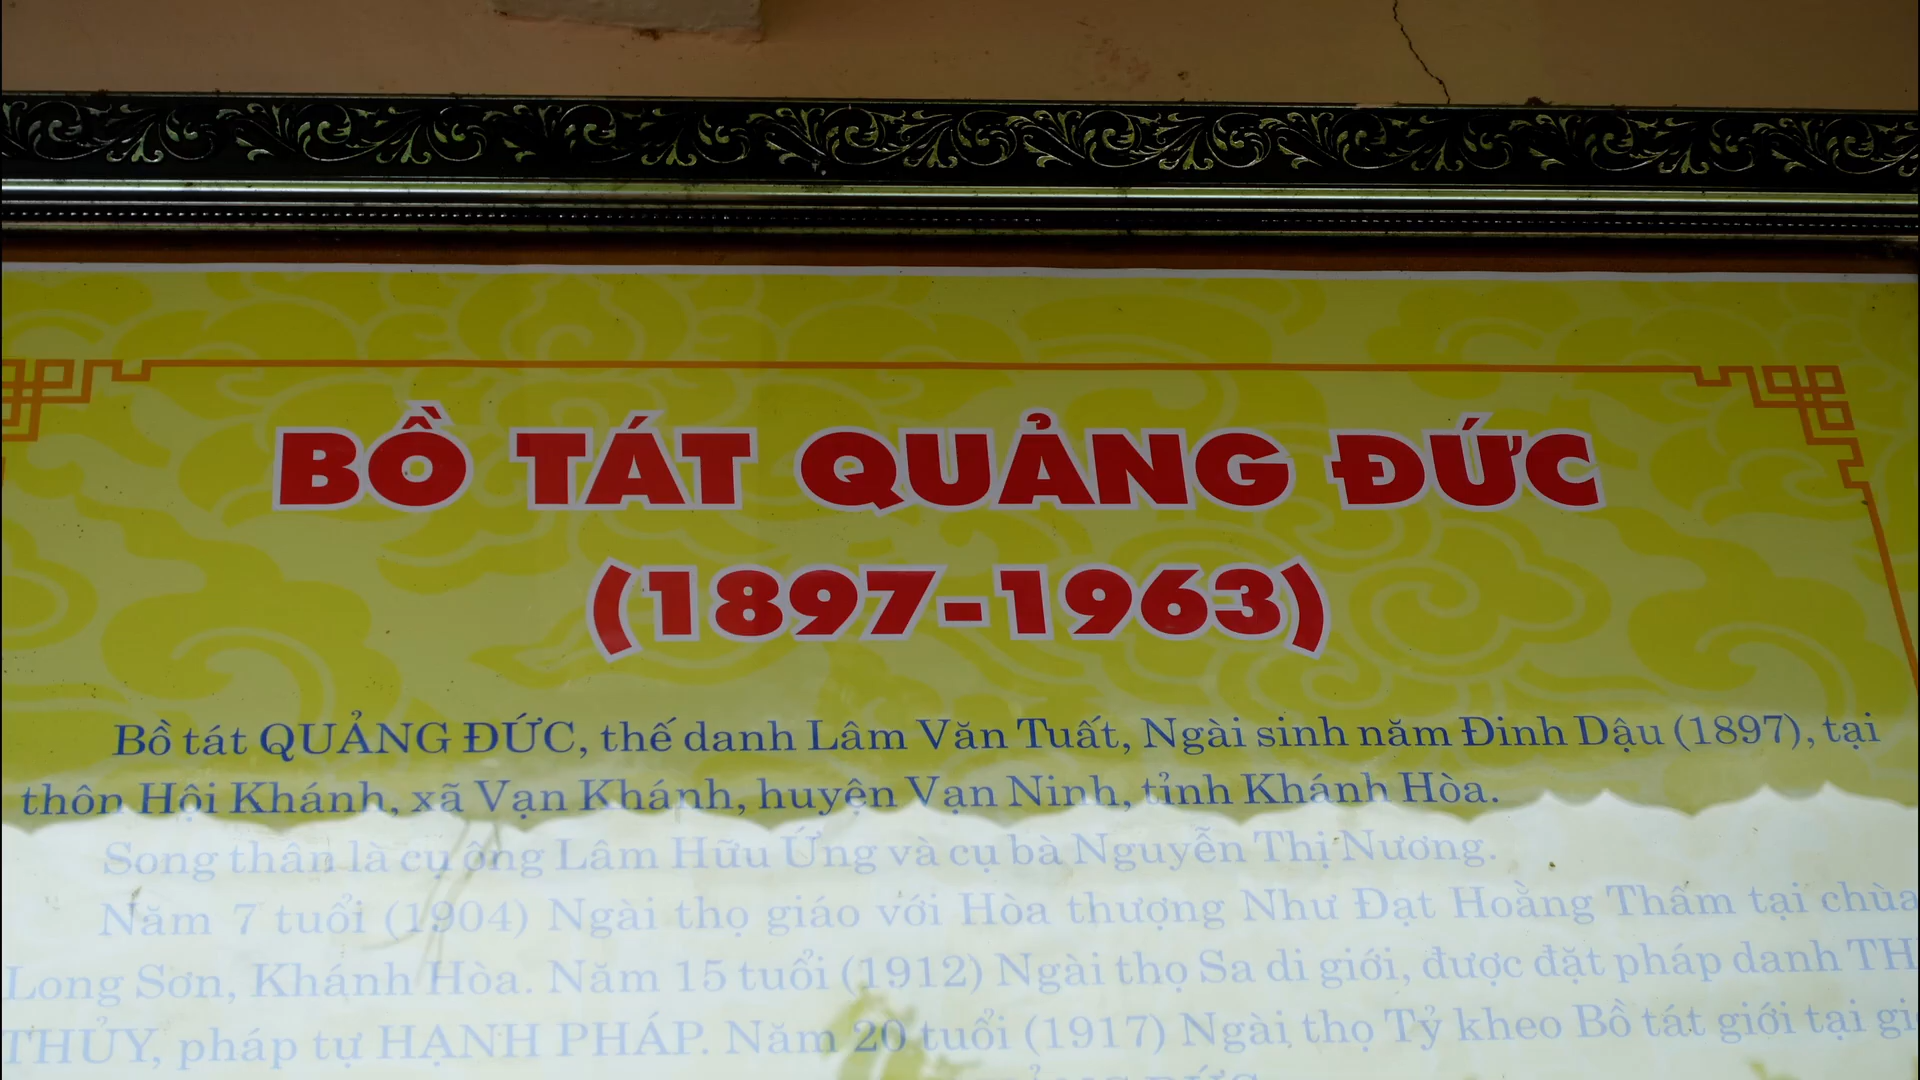 BỒ TÁT QUẢNG ĐỨC
(1897-1963)
Bồ tát QUẢNG ĐỨC, thế danh Lâm Văn Tuất, Ngài sinh năm Đinh Dậu (1897), tại
thôn Hội Khánh, xã Vạn Khánh, huyện Vạn Ninh, tỉnh Khánh Hòa.
Song thân là cụ ông Lâm Hữu Ứng và cụ bà Nguyễn Thị Nương.
Năm 7 tuổi (1904) Ngài thọ giáo với Hòa thượng Như Đạt Hoằng Thâm tại chùa
Long Sơn, Khánh Hòa. Năm 15 tuổi (1912) Ngài thọ Sa di giới, được đặt pháp danh TH
THỦY, pháp tự HẠNH PHÁP. Năm 20 tuổi (1917) Ngài thọ Tỷ kheo Bồ tát giới tại gi